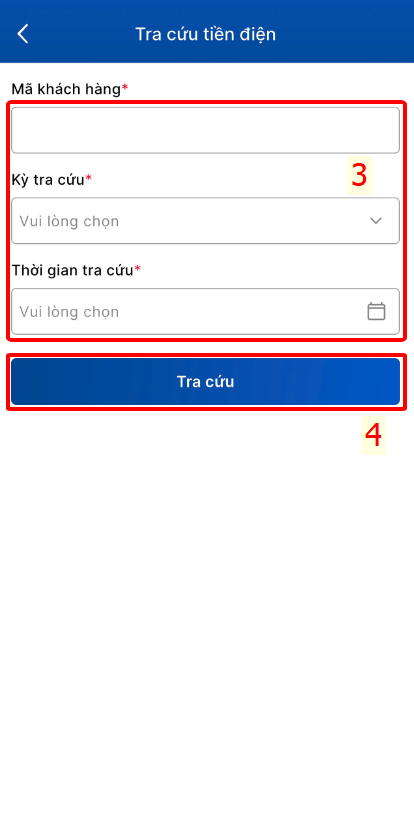 Tra cứu tiền điện
Mã khách hàng*
3
Kỳ tra cứu*
Vui lòng chọn
Thời gian tra cứu*
Vui lòng chọn
Tra cứu
4